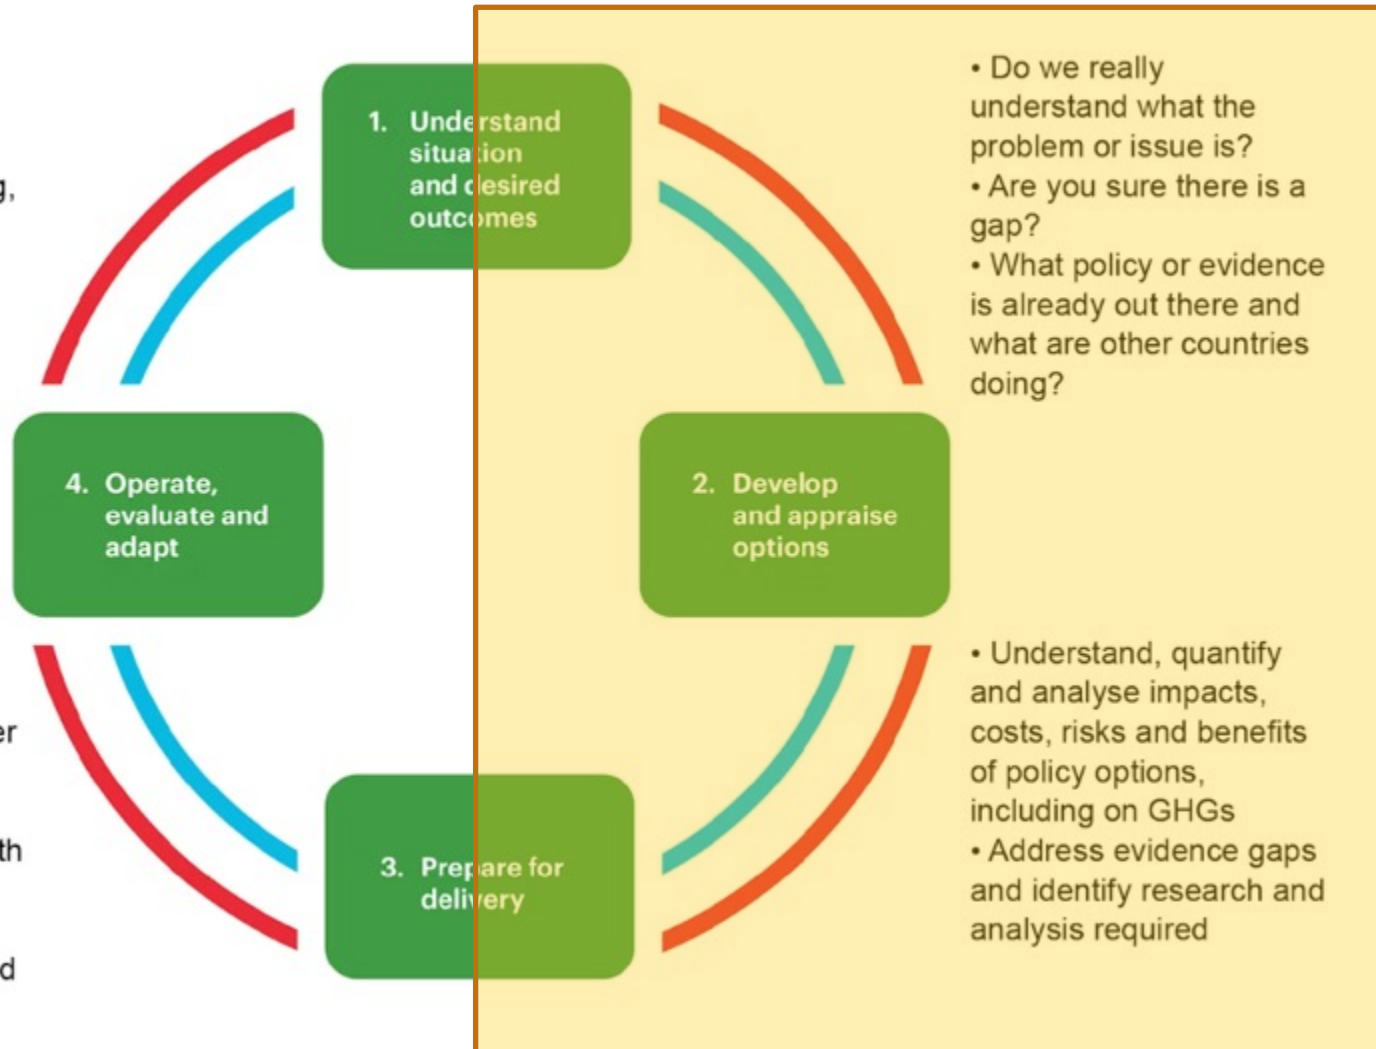 1. Understand
situation
and desired
outcomes
• Do we really
understand what the
problem or issue is?
• Are you sure there is a
gap?
• What policy or evidence
is already out there and
what are other countries
doing?
4. Operate,
evaluate and
adapt
2. Develop
and appraise
options
• Understand, quantify
and analyse impacts,
costs, risks and benefits
of policy options,
including on GHGs
• Address evidence gaps
and identify research and
analysis required
3. Prepare for
delivery